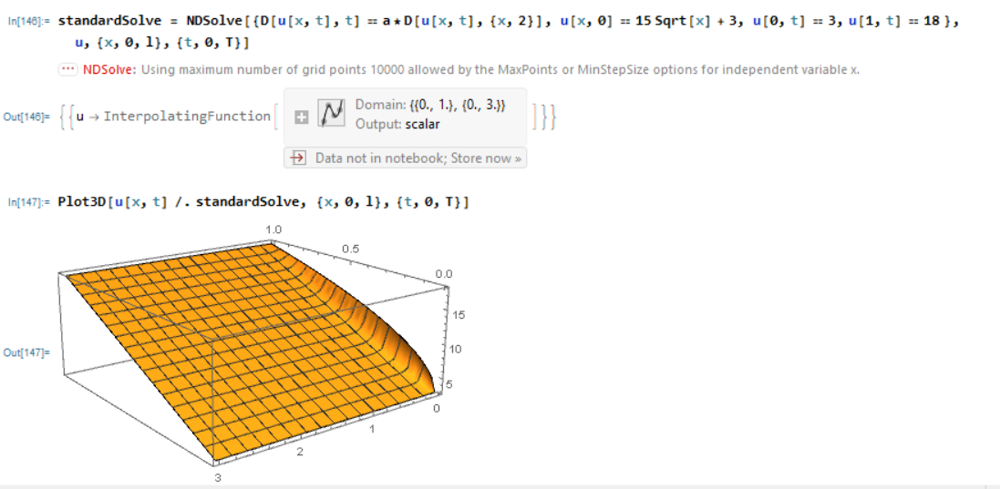 In[146]:= standardSolve = NDSolve[{D[u[x, t], t] == a*D[u[x, t], {x, 2}], u[x, 0] == 15 Sqrt[x] + 3, u[0, t] == 3, u[1, t] == 18 },
u, {x, 0, l}, {t, 0, T}]
··· NDSolve: Using maximum number of grid points 10000 allowed by the MaxPoints or MinStepSize options for independent variable x.
Out[146]= {{u → InterpolatingFunction[ Domain: {{0., 1.}, {0., 3.}} ]}}
Output: scalar
Data not in notebook; Store now »
In[147]:= Plot3D[u[x, t] /. standardSolve, {x, 0, l}, {t, 0, T}]
1.0
0.5
0.0
15
10
Out[147]=
5
0
1
2
3